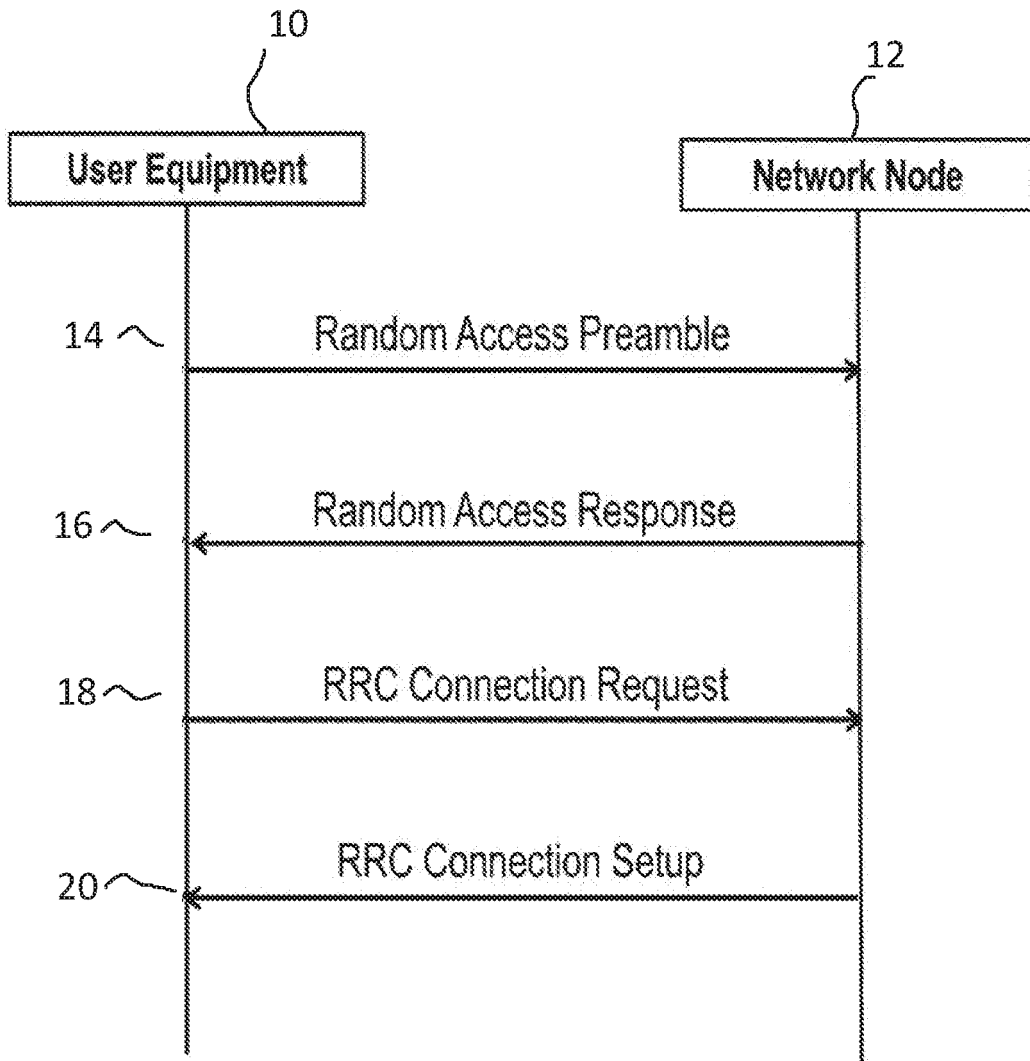 10
12
User Equipment
Network Node
14
Random Access Preamble
16
Random Access Response
18
RRC Connection Request
20
RRC Connection Setup